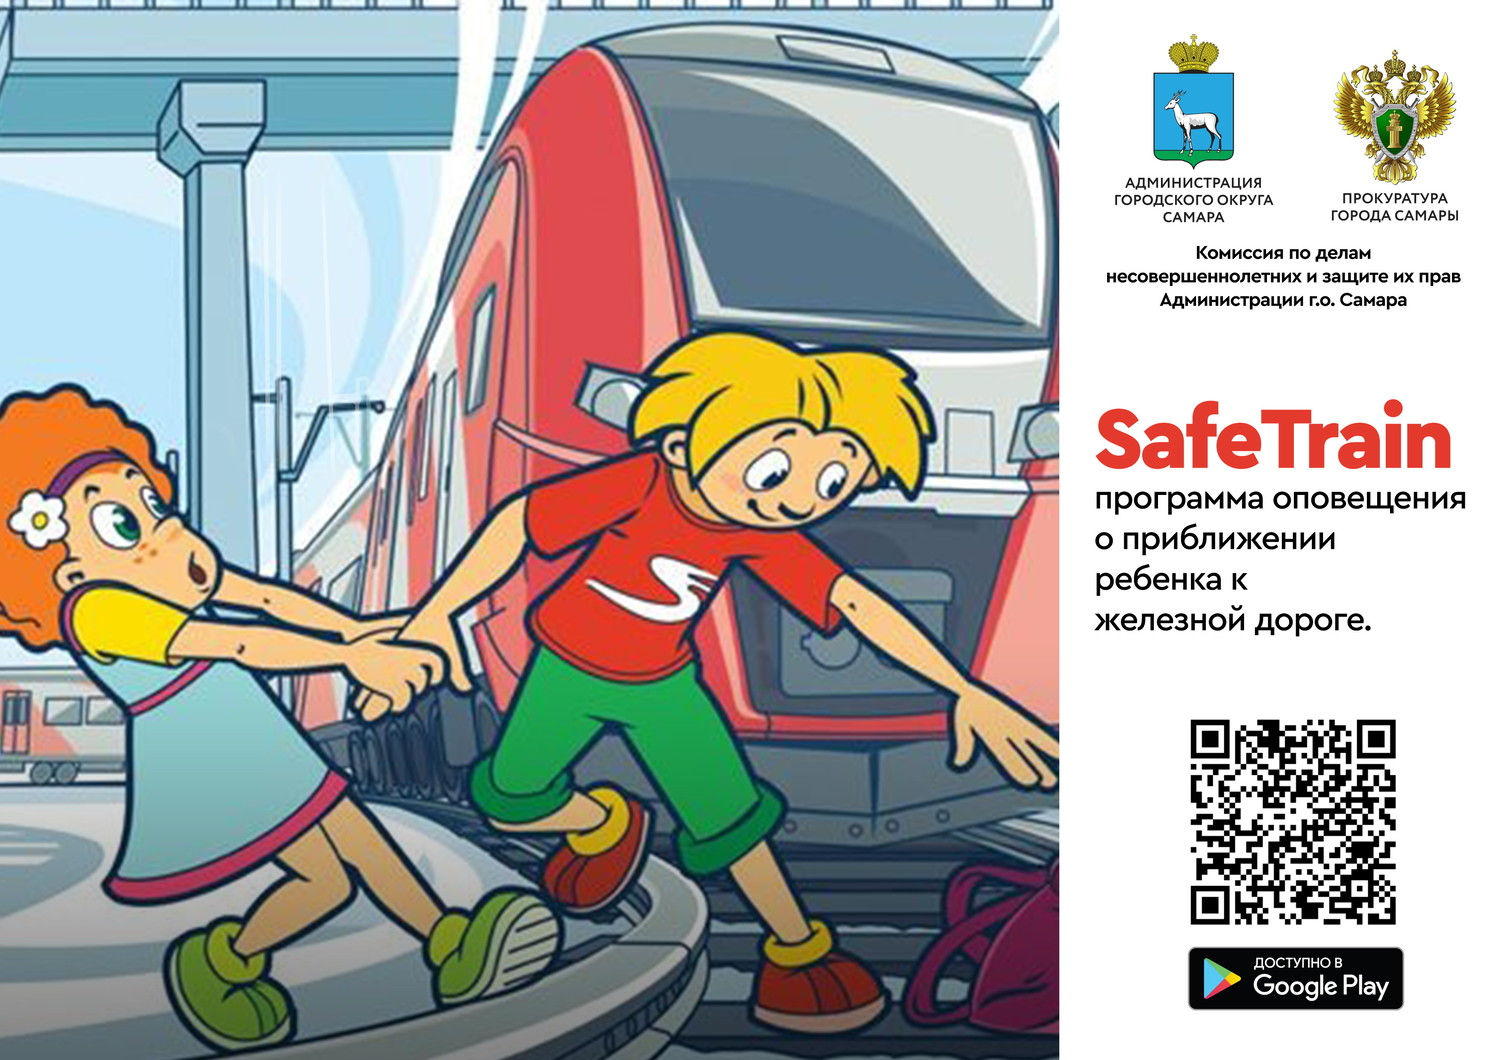 АДМИНИСТРАЦИЯ
ГОРОДСКОГО ОКРУГА
САМАРА
ПРОКУРАТУРА
ГОРОДА САМАРЫ
Комиссия по делам
несовершеннолетних и защите их прав
Администрации г.о. Самара
SafeTrain
программа оповещения
о приближении
ребенка к
железной дороге.
ДОСТУПНО В
Google Play